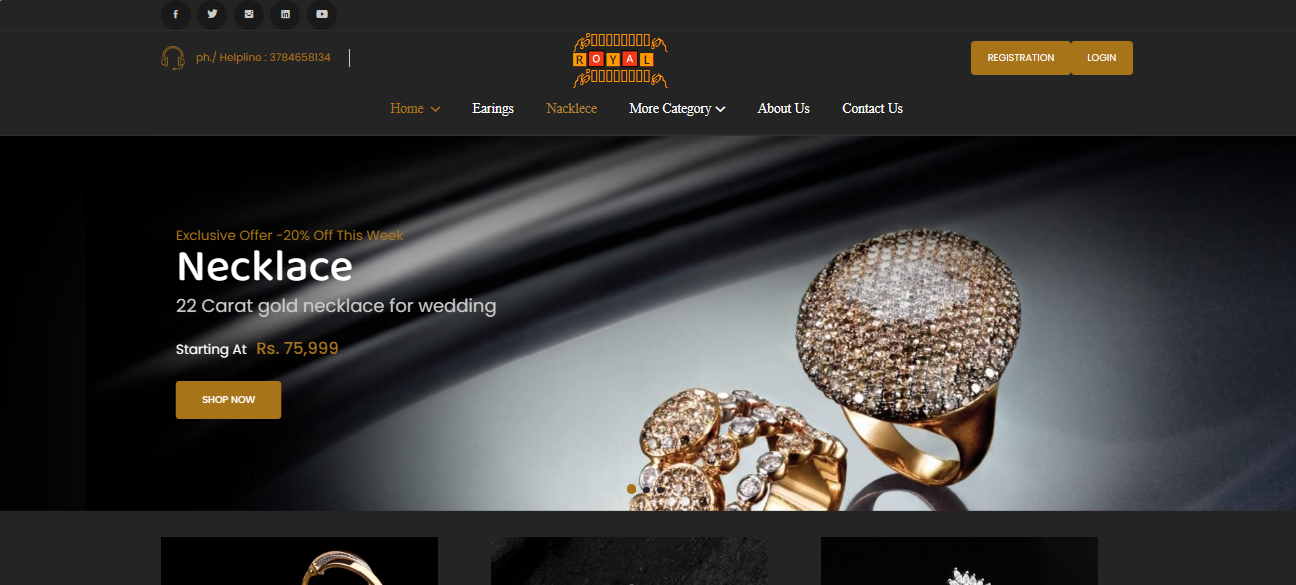 ph./ Helpline : 3784658134
ROYAL
REGISTRATION
LOGIN
Home
Earings
Nacklece
More Category
About Us
Contact Us
Exclusive Offer -20% Off This Week
Necklace
22 Carat gold necklace for wedding
Starting At Rs. 75,999
SHOP NOW